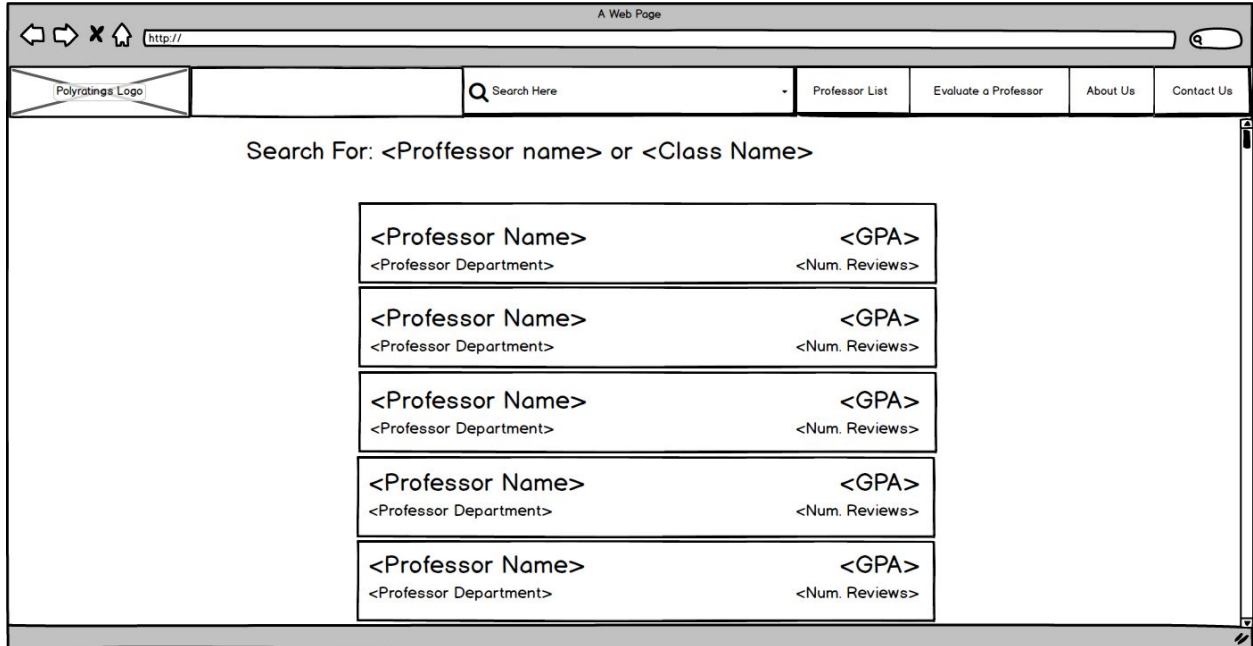 A Web Page
http://
Polyratings Logo
Search Here
Professor List
Evaluate a Professor
About Us
Contact Us
Search For: <Proffessor name> or <Class Name>
<Professor Name> <GPA>
<Professor Department> <Num. Reviews>
<Professor Name> <GPA>
<Professor Department> <Num. Reviews>
<Professor Name> <GPA>
<Professor Department> <Num. Reviews>
<Professor Name> <GPA>
<Professor Department> <Num. Reviews>
<Professor Name> <GPA>
<Professor Department> <Num. Reviews>